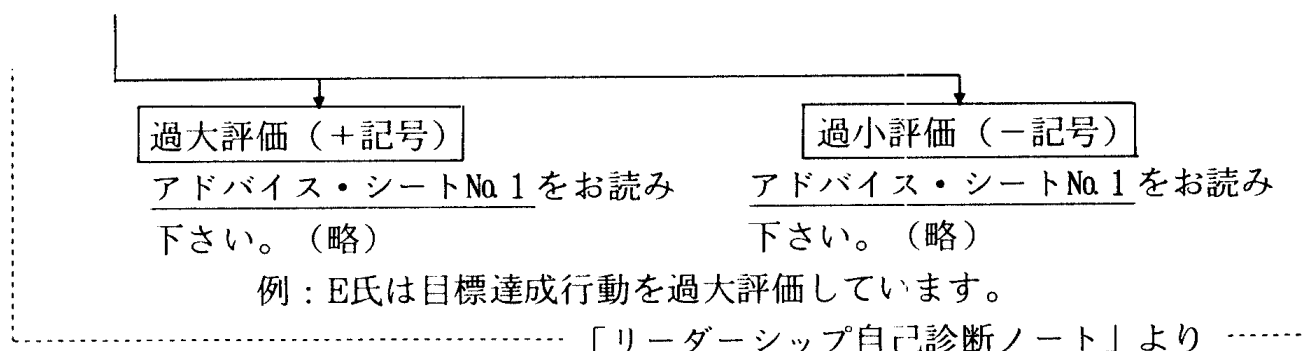 過大評価（＋記号） 過小評価（－記号）
アドバイス・シート№１をお読み アドバイス・シート№１をお読み
下さい。（略） 下さい。（略）
例：E氏は目標達成行動を過大評価しています。
「リーダーシップ自己診断ノート」より